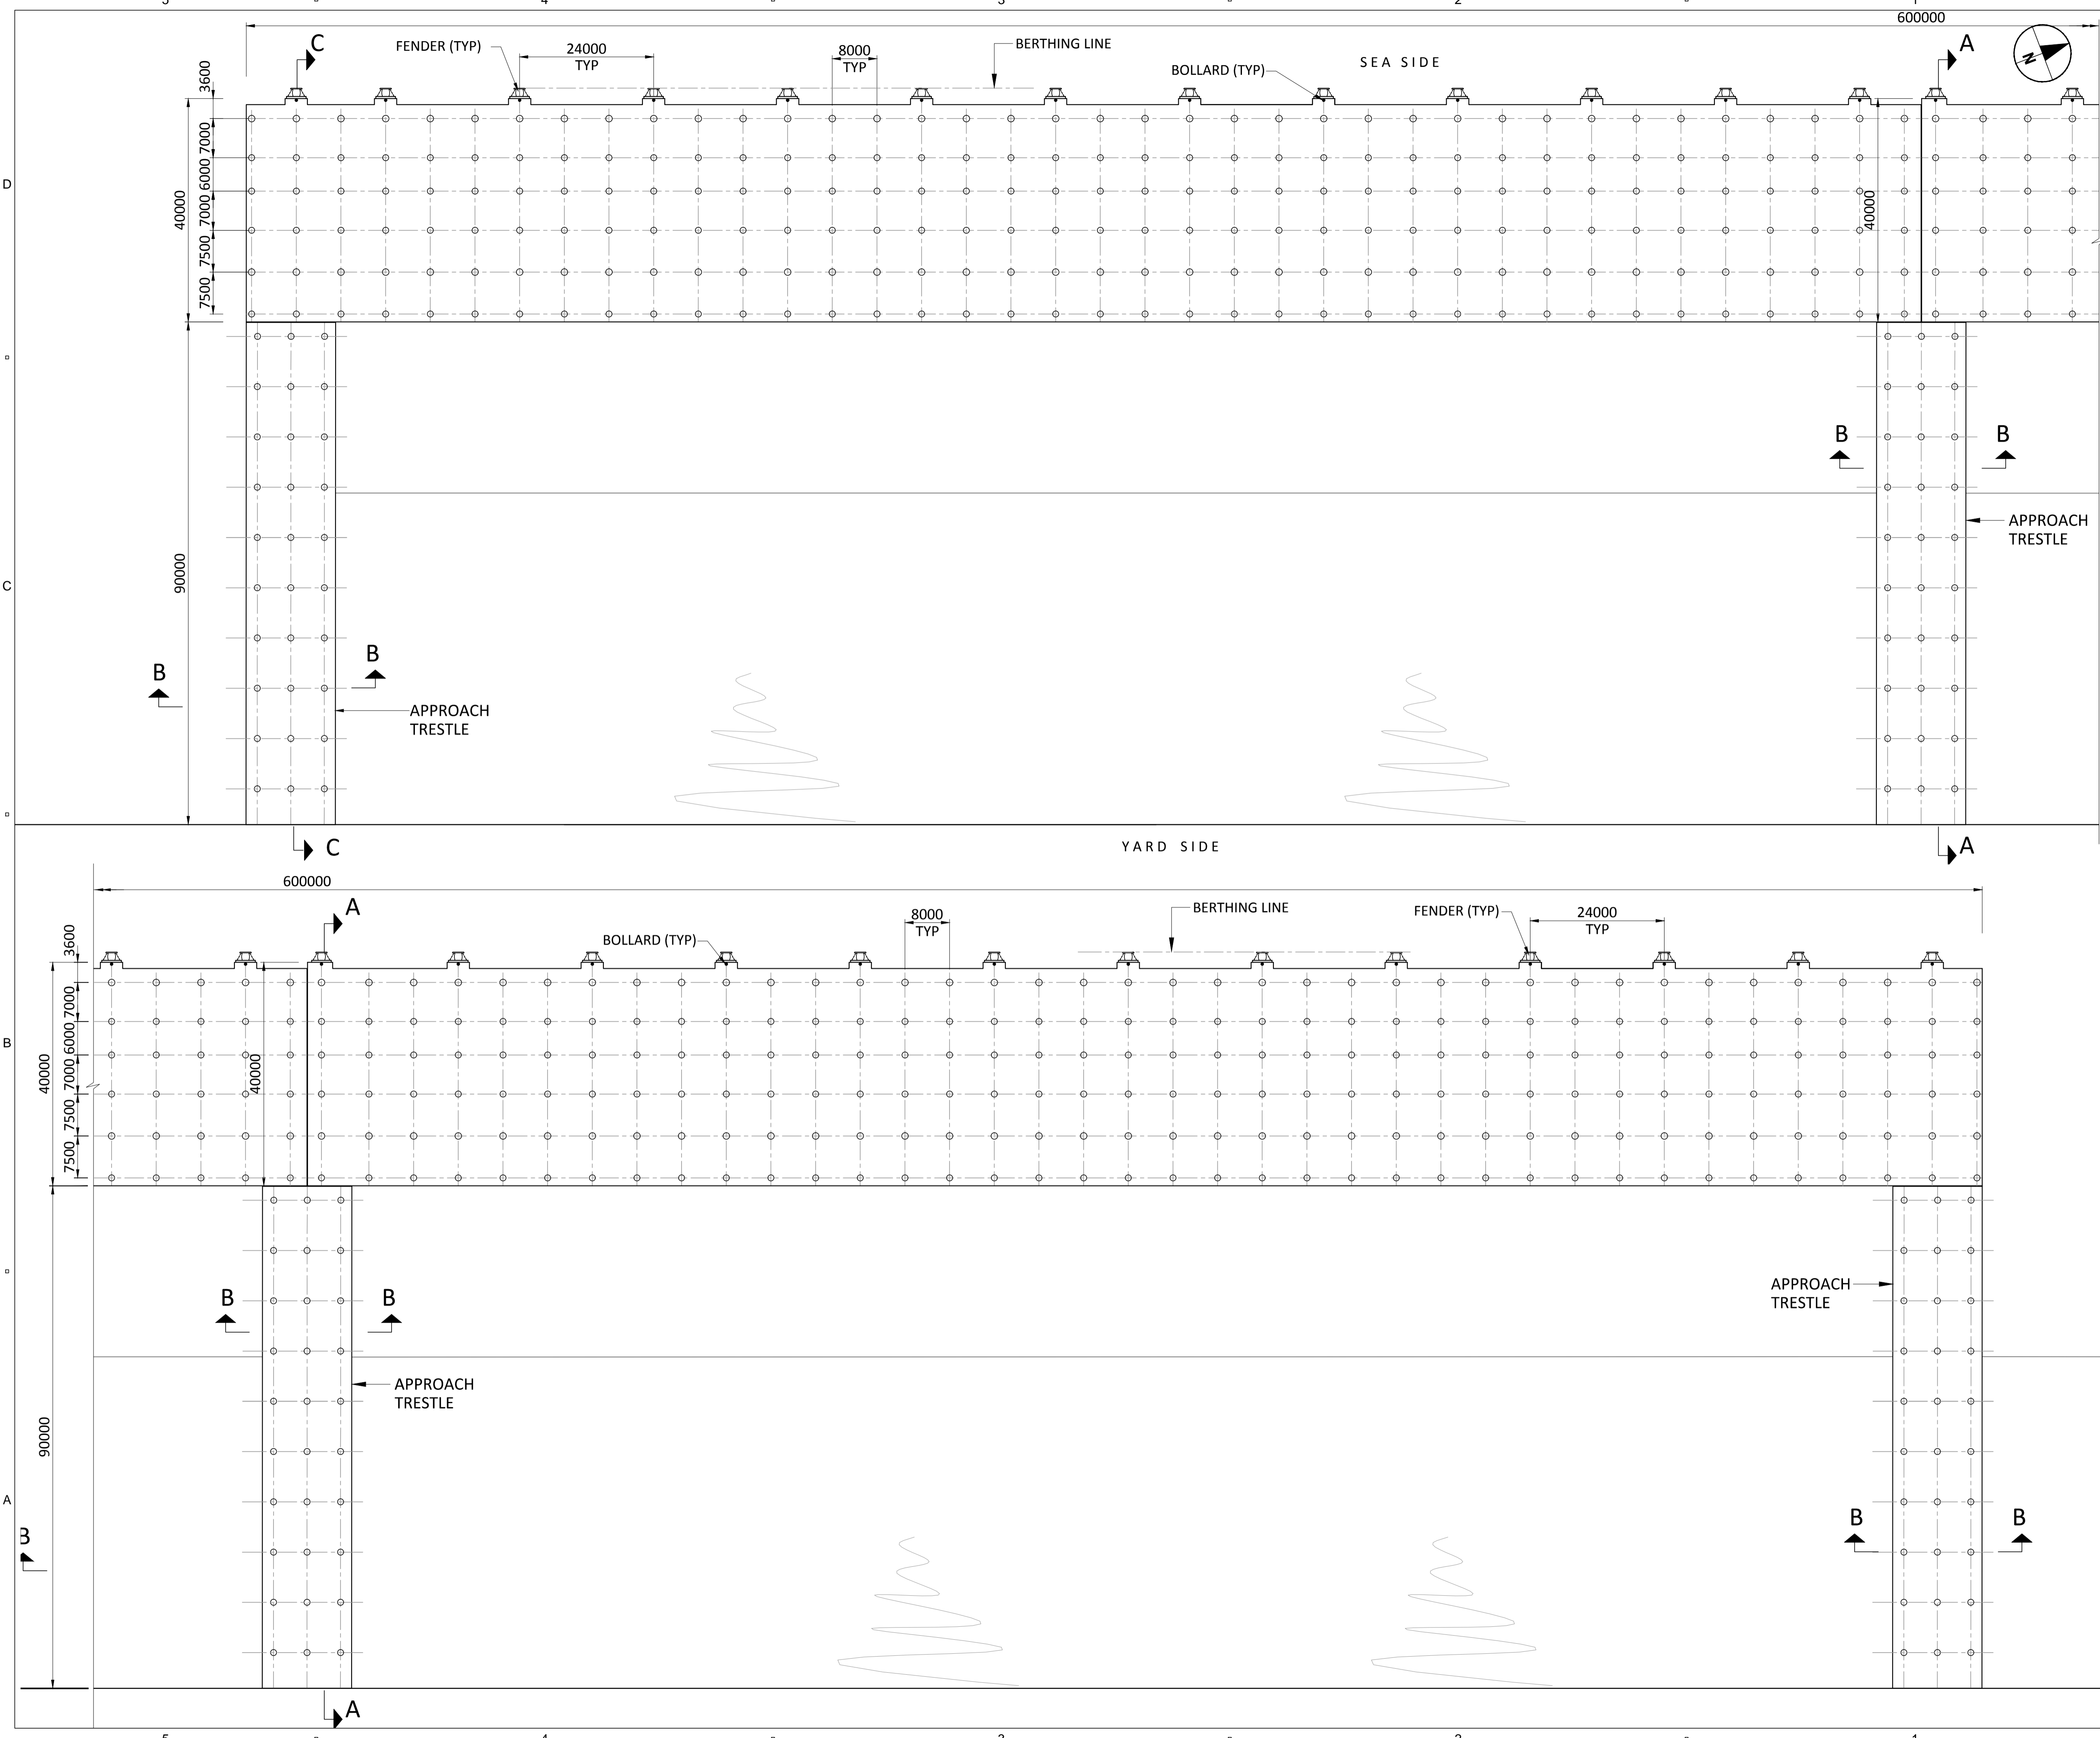 600000
C
FENDER (TYP)
24000
TYP
8000
TYP
BERTHING LINE
BOLLARD (TYP)
SEA SIDE
A
N
3600
7000
6000
7000
7500
7500
40000
40000
D
90000
C
B
B
APPROACH
TRESTLE
B
B
APPROACH
TRESTLE
C
YARD SIDE
A
600000
A
BOLLARD (TYP)
8000
TYP
BERTHING LINE
FENDER (TYP)
24000
TYP
3600
7000
6000
7000
7500
7500
40000
40000
B
B
B
APPROACH
TRESTLE
APPROACH
TRESTLE
90000
A
B
B
B
A